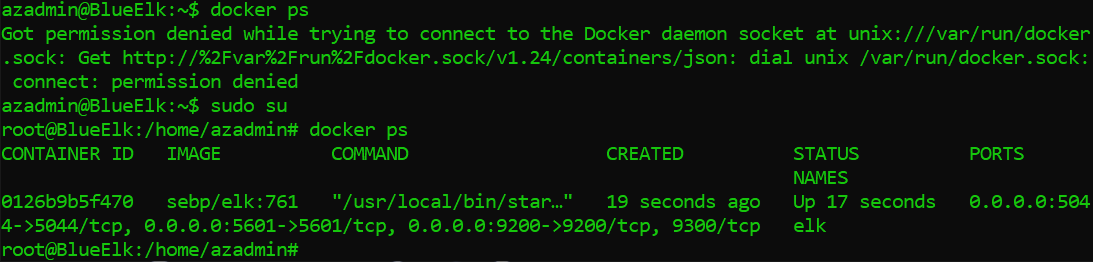 azadmin@BlueElk:~$ docker ps
Got permission denied while trying to connect to the Docker daemon socket at unix:///var/run/docker
.sock: Get http://%2Fvar%2Frun%2Fdocker.sock/v1.24/containers/json: dial unix /var/run/docker.sock:
 connect: permission denied
azadmin@BlueElk:~$ sudo su
root@BlueElk:/home/azadmin# docker ps
CONTAINER ID   IMAGE          COMMAND                  CREATED          STATUS          PORTS
                                                                        NAMES
0126b9b5f470   sebp/elk:761   "/usr/local/bin/star…"   19 seconds ago   Up 17 seconds   0.0.0.0:504
4->5044/tcp, 0.0.0.0:5601->5601/tcp, 0.0.0.0:9200->9200/tcp, 9300/tcp   elk
root@BlueElk:/home/azadmin#